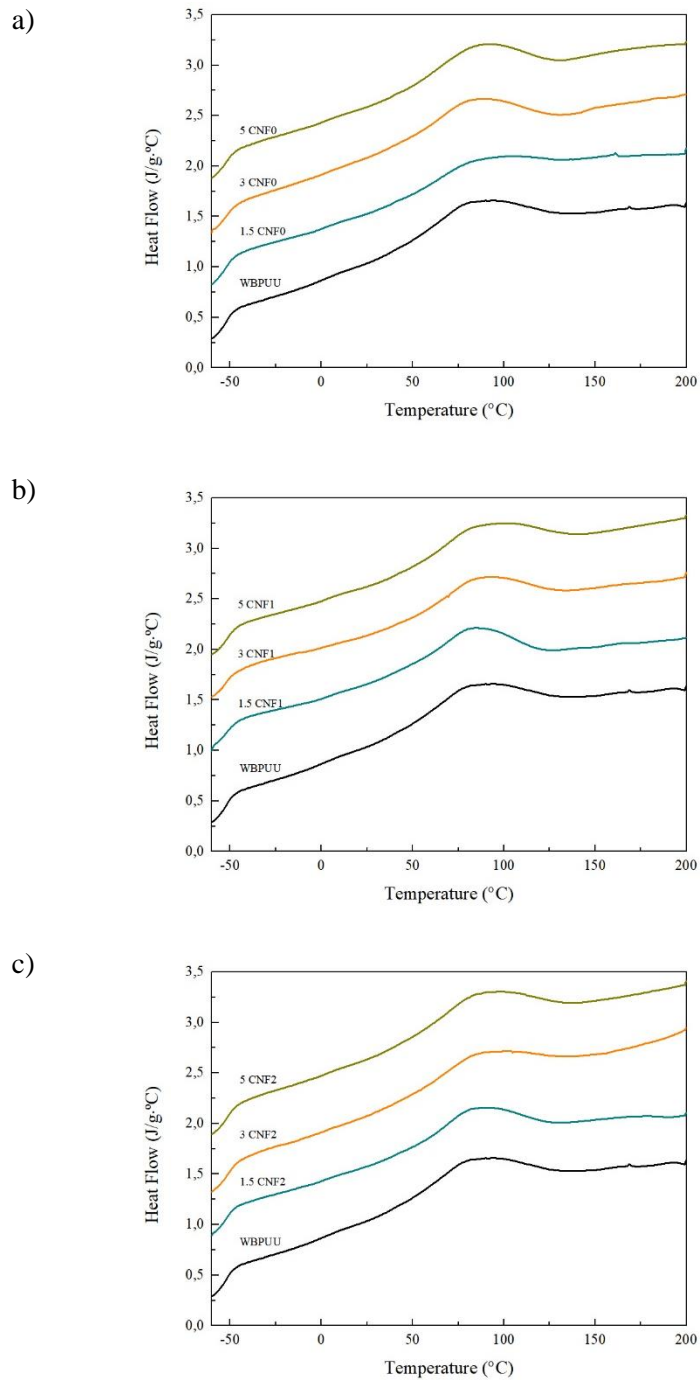 a)
3,5
3,0
2,5
2,0
1,5
1,0
0,5
0,0
Heat Flow (J/g·ºC)
5 CNF0
3 CNF0
1.5 CNF0
WBPUU
-50 0 50 100 150 200
Temperature (°C)
b)
3,5
3,0
2,5
2,0
1,5
1,0
0,5
0,0
Heat Flow (J/g·ºC)
5 CNF1
3 CNF1
1.5 CNF1
WBPUU
-50 0 50 100 150 200
Temperature (°C)
c)
3,5
3,0
2,5
2,0
1,5
1,0
0,5
0,0
Heat Flow (J/g·ºC)
5 CNF2
3 CNF2
1.5 CNF2
WBPUU
-50 0 50 100 150 200
Temperature (°C)